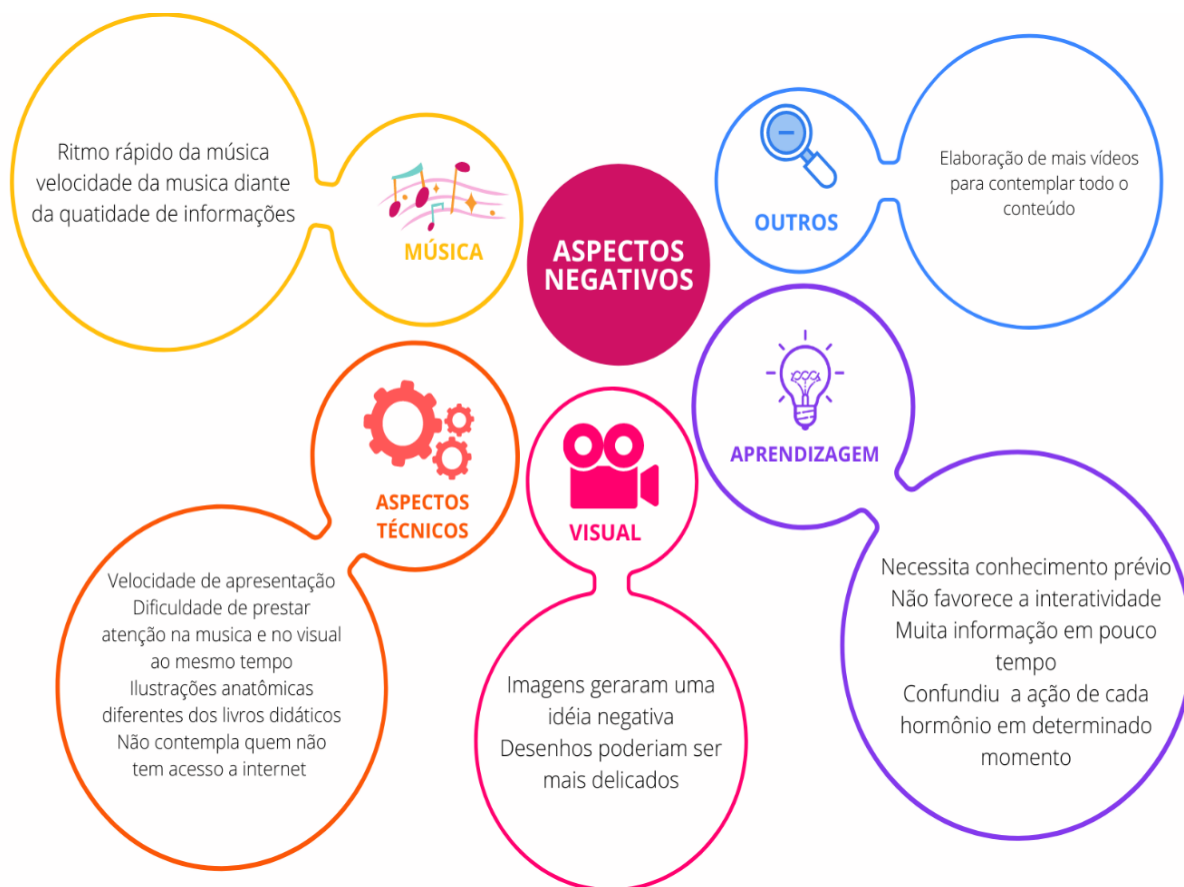 Ritmo rápido da música
velocidade da musica diante
da quatidade de informações
MÚSICA
ASPECTOS
NEGATIVOS
OUTROS
Elaboração de mais vídeos
para contemplar todo o
conteúdo
ASPECTOS
TÉCNICOS
Velocidade de apresentação
Dificuldade de prestar
atenção na musica e no visual
ao mesmo tempo
Ilustrações anatômicas
diferentes dos livros didáticos
Não contempla quem não
tem acesso a internet
VISUAL
Imagens geraram uma
idéia negativa
Desenhos poderiam ser
mais delicados
APRENDIZAGEM
Necessita conhecimento prévio
Não favorece a interatividade
Muita informação em pouco
tempo
Confundiu a ação de cada
hormônio em determinado
momento